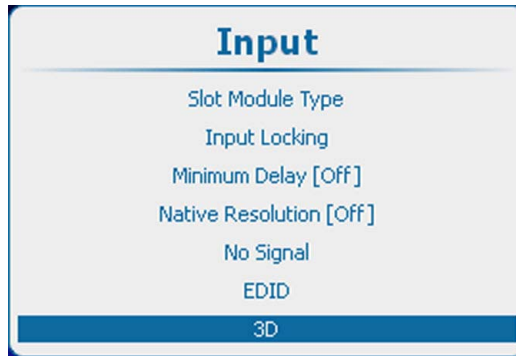 Input
Slot Module Type
Input Locking
Minimum Delay [Off]
Native Resolution [Off]
No Signal
EDID
3D